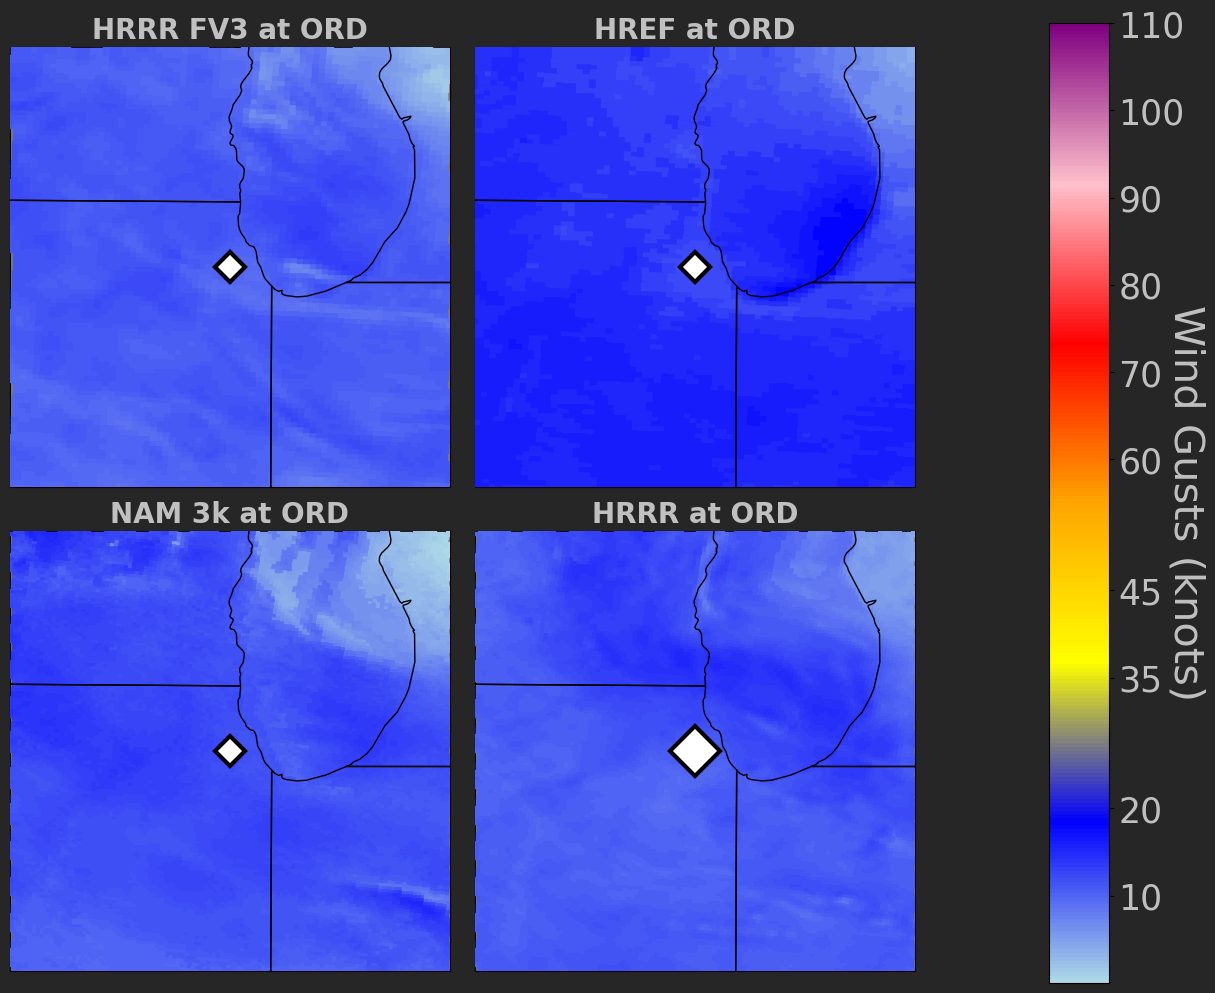 HRRR FV3 at ORD
HREF at ORD
NAM 3k at ORD
HRRR at ORD
110
100
90
80
70
60
45
35
20
10
Wind Gusts (knots)